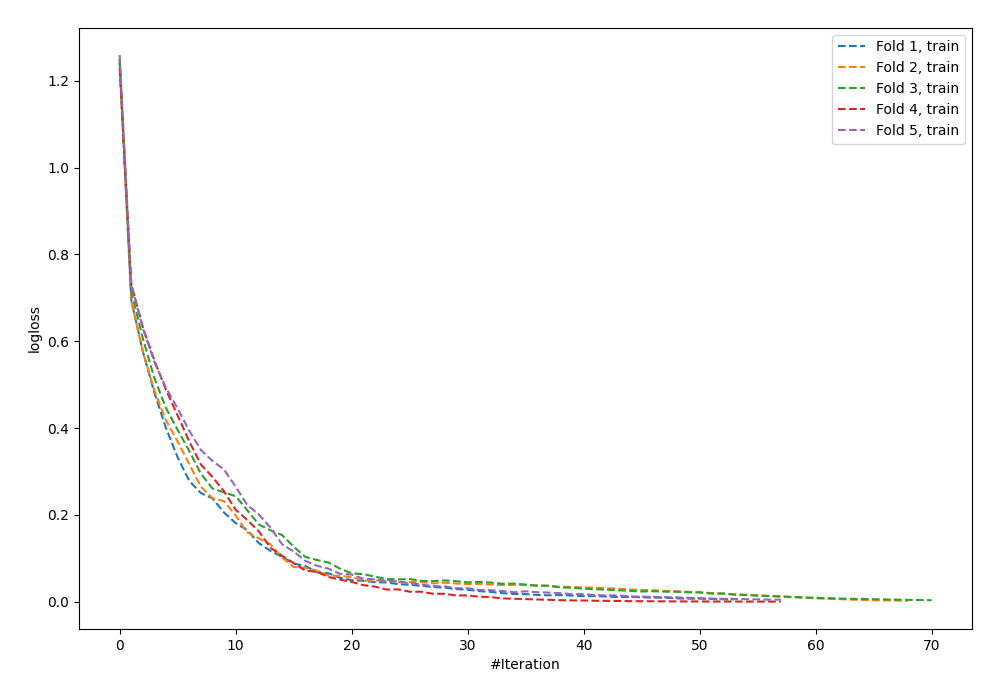 Fold 1, train
Fold 2, train
Fold 3, train
Fold 4, train
Fold 5, train
logloss
1.2
1.0
0.8
0.6
0.4
0.2
0.0
0 10 20 30 40 50 60 70
#Iteration